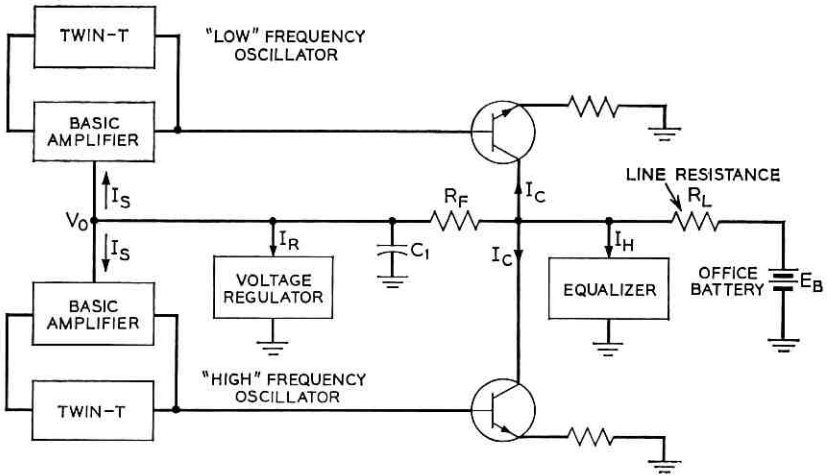 TWIN-T
"LOW" FREQUENCY
OSCILLATOR
BASIC
AMPLIFIER
I_S
V_O
I_S
I_R
VOLTAGE
REGULATOR
C_1
R_F
I_C
I_C
I_H
EQUALIZER
LINE RESISTANCE
R_L
OFFICE
BATTERY
E_B
BASIC
AMPLIFIER
"HIGH" FREQUENCY
OSCILLATOR
TWIN-T